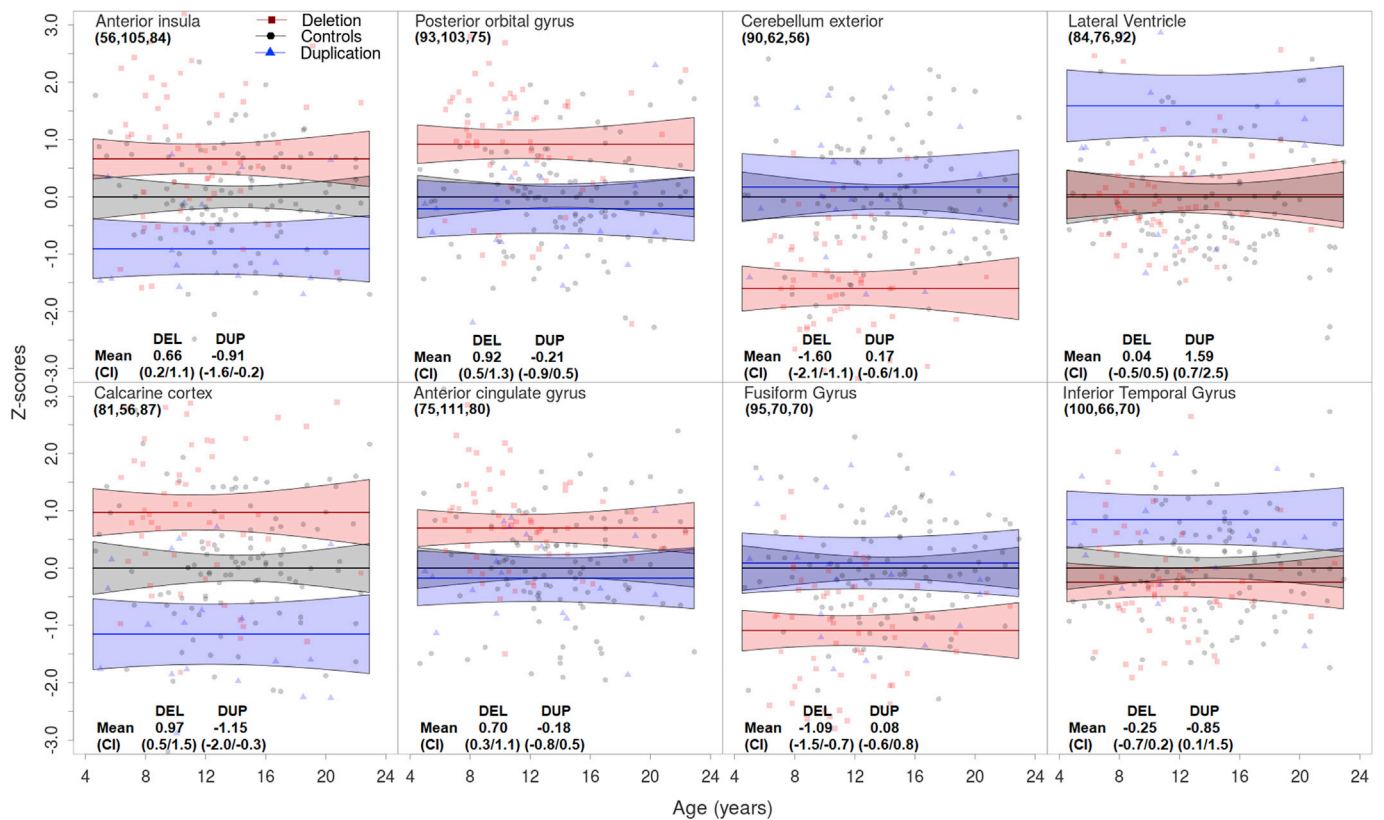 Anterior insula
(56,105,84)
Deletion
Controls
Duplication
DEL DUP
Mean 0.66 -0.91
(CI) (0.2/1.1) (-1.6/-0.2)
Posterior orbital gyrus
(93,103,75)
DEL DUP
Mean 0.92 -0.21
(CI) (0.5/1.3) (-0.9/0.5)
Cerebellum exterior
(90,62,56)
DEL DUP
Mean -1.60 0.17
(CI) (-2.1/-1.1) (-0.6/1.0)
Lateral Ventricle
(84,76,92)
DEL DUP
Mean 0.04 1.59
(CI) (-0.5/0.5) (0.7/2.5)
3.0
2.0
1.0
0.0
-1.0
-2.0
-3.0
Z-scores
Calcarine cortex
(81,56,87)
DEL DUP
Mean 0.97 -1.15
(CI) (0.5/1.5) (-2.0/-0.3)
Anterior cingulate gyrus
(75,111,80)
DEL DUP
Mean 0.70 -0.18
(CI) (0.3/1.1) (-0.8/0.5)
Fusiform Gyrus
(95,70,70)
DEL DUP
Mean -1.09 0.08
(CI) (-1.5/-0.7) (-0.6/0.8)
Inferior Temporal Gyrus
(100,66,70)
DEL DUP
Mean -0.25 -0.85
(CI) (-0.7/0.2) (0.1/1.5)
3.0
2.0
1.0
0.0
-1.0
-2.0
-3.0
4 8 12 16 20 24 4 8 12 16 20 24 4 8 12 16 20 24 4 8 12 16 20 24
Age (years)